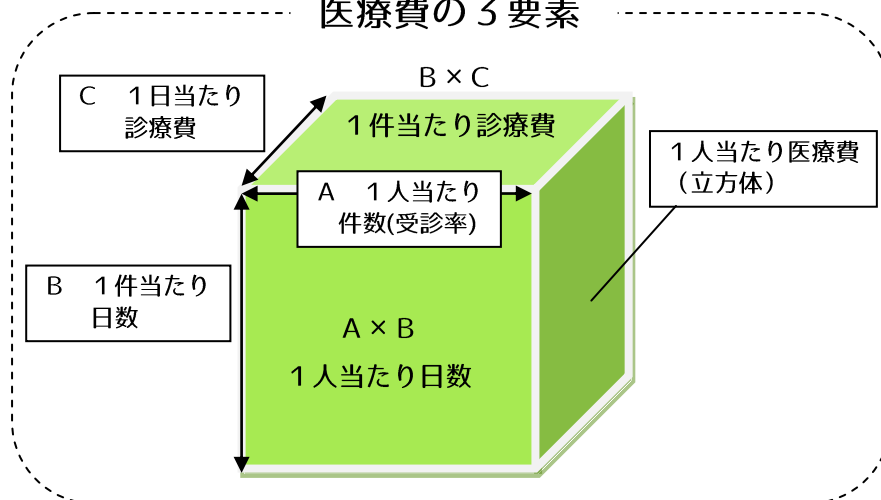 医療費の３要素
B × C
C　１日当たり
診療費
１件当たり診療費
１人当たり医療費
（立方体）
A　１人当たり
件数(受診率)
B　１件当たり
日数
A × B
１人当たり日数